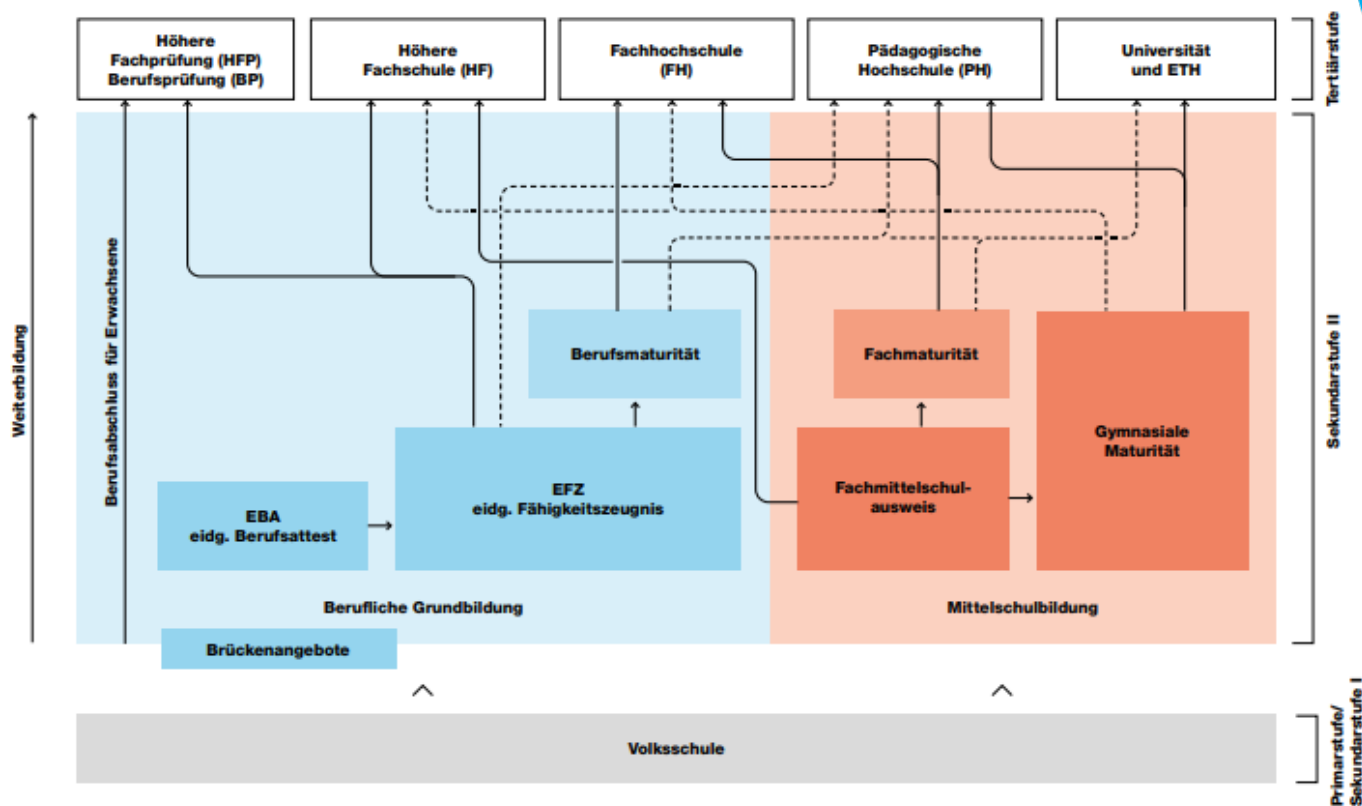 Höhere
Fachprüfung (HFP)
Berufsprüfung (BP)
Höhere
Fachschule (HF)
Fachhochschule
(FH)
Pädagogische
Hochschule (PH)
Universität
und ETH
Tertiärstufe
Weiterbildung
Berufsabschluss für Erwachsene
Berufsmaturität
Fachmaturität
Gymnasiale
Maturität
EFZ
eidg. Fähigkeitszeugnis
Fachmittelschul-
ausweis
EBA
eidg. Berufsattest
Sekundarstufe II
Berufliche Grundbildung
Mittelschulbildung
Brückenangebote
Volksschule
Primarstufe/
Sekundarstufe I